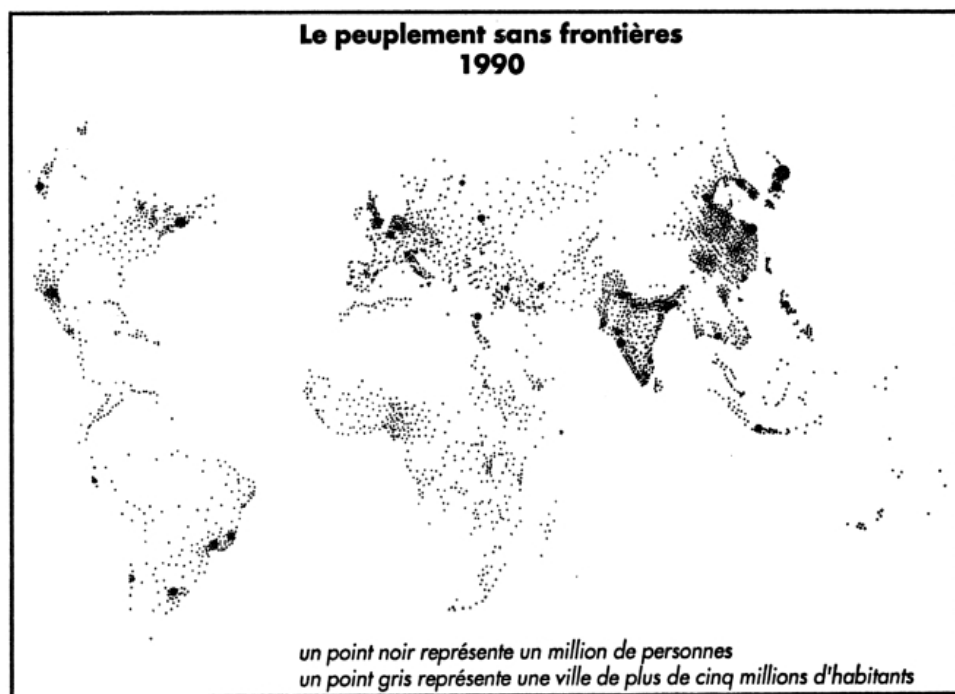 Le peuplement sans frontières
1990
un point noir représente un million de personnes
un point gris représente une ville de plus de cinq millions d'habitants